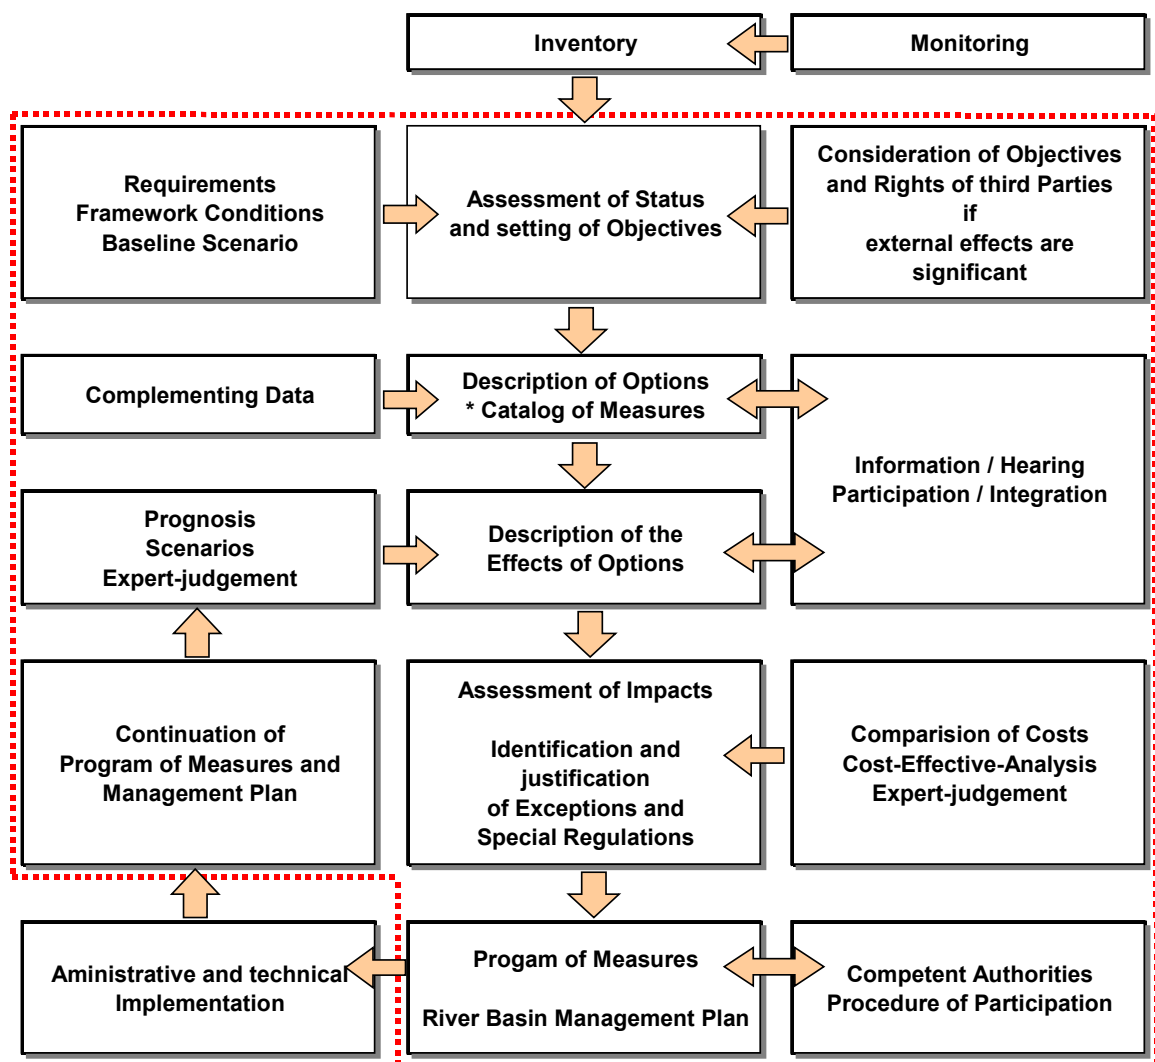 Inventory
Monitoring
Requirements
Framework Conditions
Baseline Scenario
Assessment of Status
and setting of Objectives
Consideration of Objectives
and Rights of third Parties
if
external effects are
significant
Complementing Data
Description of Options
* Catalog of Measures
Information / Hearing
Participation / Integration
Prognosis
Scenarios
Expert-judgement
Description of the
Effects of Options
Continuation of
Program of Measures and
Management Plan
Assessment of Impacts
Identification and
justification
of Exceptions and
Special Regulations
Comparision of Costs
Cost-Effective-Analysis
Expert-judgement
Aministrative and technical
Implementation
Progam of Measures
River Basin Management Plan
Competent Authorities
Procedure of Participation